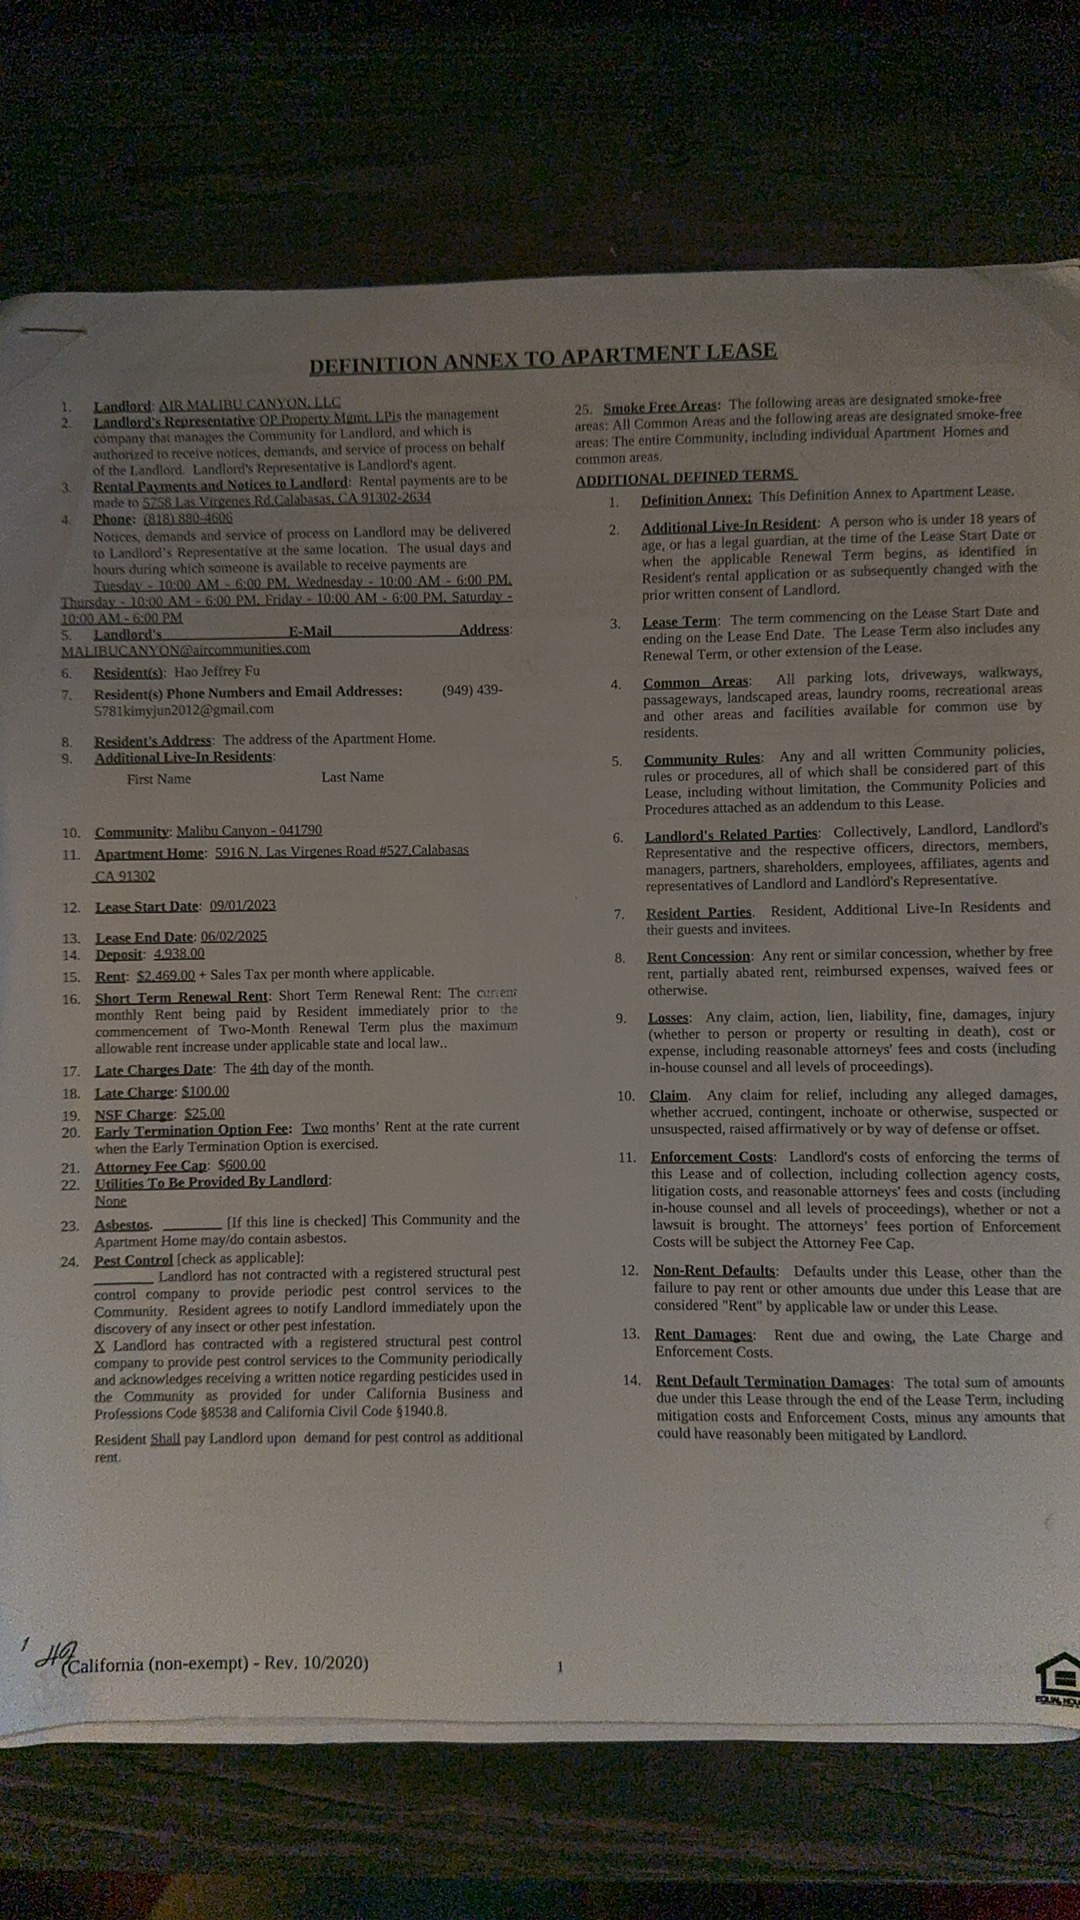 DEFINITION ANNEX TO APARTMENT LEASE
1. Landlord: AIR MALIBU CANYON, LLC
2. Landlord's Representative OP Property Mgmt, LPis the management
company that manages the Community for Landlord, and which is
authorized to receive notices, demands, and service of process on behalf
of the Landlord. Landlord's Representative is Landlord's agent.
3. Rental Payments and Notices to Landlord: Rental payments are to be
made to 5758 Las Virgenes Rd,Calabasas, CA 91302-2634
4. Phone: (818) 880-4606
Notices, demands and service of process on Landlord may be delivered
to Landlord's Representative at the same location. The usual days and
hours during which someone is available to receive payments are
Tuesday - 10:00 AM - 6:00 PM, Wednesday - 10:00 AM - 6:00 PM,
Thursday - 10:00 AM - 6:00 PM, Friday - 10:00 AM - 6:00 PM, Saturday -
10:00 AM - 6:00 PM
5. Landlord's E-Mail Address:
MALIBUCANYON@aircommunities.com
6. Resident(s): Hao Jeffrey Fu
7. Resident(s) Phone Numbers and Email Addresses: (949) 439-
5781kimyjun2012@gmail.com
8. Resident's Address: The address of the Apartment Home.
9. Additional Live-In Residents:
First Name Last Name
10. Community: Malibu Canyon - 041790
11. Apartment Home: 5916 N. Las Virgenes Road #527,Calabasas
CA 91302
12. Lease Start Date: 09/01/2023
13. Lease End Date: 06/02/2025
14. Deposit: 4,938.00
15. Rent: $2,469.00 + Sales Tax per month where applicable.
16. Short Term Renewal Rent: Short Term Renewal Rent: The current
monthly Rent being paid by Resident immediately prior to the
commencement of Two-Month Renewal Term plus the maximum
allowable rent increase under applicable state and local law..
17. Late Charges Date: The 4th day of the month.
18. Late Charge: $100.00
19. NSF Charge: $25.00
20. Early Termination Option Fee: Two months' Rent at the rate current
when the Early Termination Option is exercised.
21. Attorney Fee Cap: $600.00
22. Utilities To Be Provided By Landlord:
None
23. Asbestos. _______ [If this line is checked] This Community and the
Apartment Home may/do contain asbestos.
24. Pest Control [check as applicable]:
_______ Landlord has not contracted with a registered structural pest
control company to provide periodic pest control services to the
Community. Resident agrees to notify Landlord immediately upon the
discovery of any insect or other pest infestation.
X Landlord has contracted with a registered structural pest control
company to provide pest control services to the Community periodically
and acknowledges receiving a written notice regarding pesticides used in
the Community as provided for under California Business and
Professions Code §8538 and California Civil Code §1940.8.
Resident Shall pay Landlord upon demand for pest control as additional
rent.
25. Smoke Free Areas: The following areas are designated smoke-free
areas: All Common Areas and the following areas are designated smoke-free
areas: The entire Community, including individual Apartment Homes and
common areas.
ADDITIONAL DEFINED TERMS
1. Definition Annex: This Definition Annex to Apartment Lease.
2. Additional Live-In Resident: A person who is under 18 years of
age, or has a legal guardian, at the time of the Lease Start Date or
when the applicable Renewal Term begins, as identified in
Resident's rental application or as subsequently changed with the
prior written consent of Landlord.
3. Lease Term: The term commencing on the Lease Start Date and
ending on the Lease End Date. The Lease Term also includes any
Renewal Term, or other extension of the Lease.
4. Common Areas: All parking lots, driveways, walkways,
passageways, landscaped areas, laundry rooms, recreational areas
and other areas and facilities available for common use by
residents.
5. Community Rules: Any and all written Community policies,
rules or procedures, all of which shall be considered part of this
Lease, including without limitation, the Community Policies and
Procedures attached as an addendum to this Lease.
6. Landlord's Related Parties: Collectively, Landlord, Landlord's
Representative and the respective officers, directors, members,
managers, partners, shareholders, employees, affiliates, agents and
representatives of Landlord and Landlord's Representative.
7. Resident Parties. Resident, Additional Live-In Residents and
their guests and invitees.
8. Rent Concession: Any rent or similar concession, whether by free
rent, partially abated rent, reimbursed expenses, waived fees or
otherwise.
9. Losses: Any claim, action, lien, liability, fine, damages, injury
(whether to person or property or resulting in death), cost or
expense, including reasonable attorneys' fees and costs (including
in-house counsel and all levels of proceedings).
10. Claim. Any claim for relief, including any alleged damages,
whether accrued, contingent, inchoate or otherwise, suspected or
unsuspected, raised affirmatively or by way of defense or offset.
11. Enforcement Costs: Landlord's costs of enforcing the terms of
this Lease and of collection, including collection agency costs,
litigation costs, and reasonable attorneys' fees and costs (including
in-house counsel and all levels of proceedings), whether or not a
lawsuit is brought. The attorneys' fees portion of Enforcement
Costs will be subject the Attorney Fee Cap.
12. Non-Rent Defaults: Defaults under this Lease, other than the
failure to pay rent or other amounts due under this Lease that are
considered "Rent" by applicable law or under this Lease.
13. Rent Damages: Rent due and owing, the Late Charge and
Enforcement Costs.
14. Rent Default Termination Damages: The total sum of amounts
due under this Lease through the end of the Lease Term, including
mitigation costs and Enforcement Costs, minus any amounts that
could have reasonably been mitigated by Landlord.
1 (California (non-exempt) - Rev. 10/2020) 1
EQUAL HOU